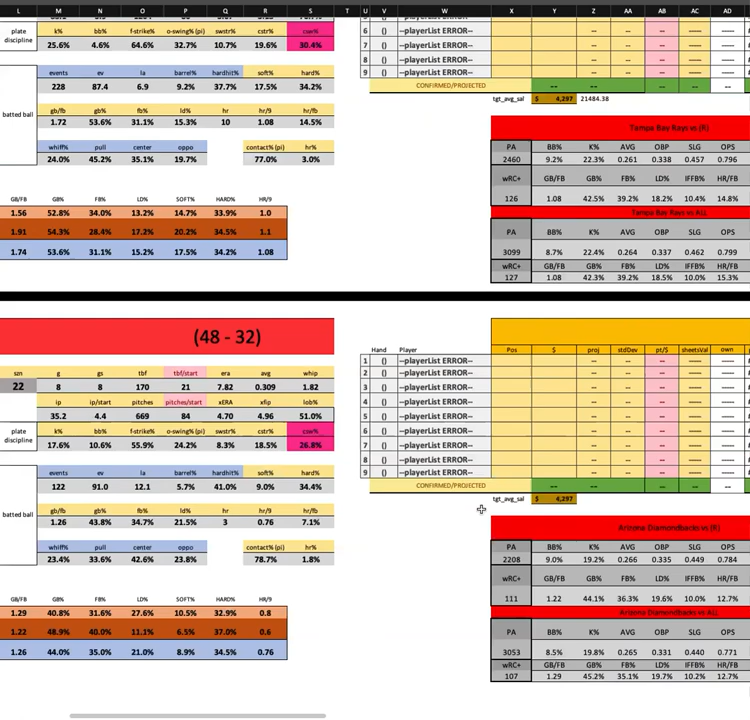 L M N O P Q R S T U V W X Y Z AA AB AC AD
plate discipline k% bb% f-strike% o-swing% (pi) swstr% cstr% csw%
25.6% 4.6% 64.6% 32.7% 10.7% 19.6% 30.4%
6 () --playerList ERROR-- -- -- -- ----- ----
7 () --playerList ERROR-- -- -- -- ----- ----
8 () --playerList ERROR-- -- -- -- ----- ----
9 () --playerList ERROR-- -- -- -- ----- ----
CONFIRMED/PROJECTED -- -- -- -- --
tgt_avg_sal $ 4,297 21484.38
batted ball
events ev la barrel% hardhit% soft% hard%
228 87.4 6.9 9.2% 37.7% 17.5% 34.2%
gb/fb gb% fb% ld% hr hr/9 hr/fb
1.72 53.6% 31.1% 15.3% 10 1.08 14.5%
whiff% pull center oppo contact% (pi) hr%
24.0% 45.2% 35.1% 19.7% 77.0% 3.0%
Tampa Bay Rays vs (R)
PA BB% K% AVG OBP SLG OPS
2460 9.2% 22.3% 0.261 0.338 0.457 0.796
wRC+ GB/FB GB% FB% LD% IFFB% HR/FB
126 1.08 42.5% 39.2% 18.2% 10.4% 14.8%
Tampa Bay Rays vs ALL
PA BB% K% AVG OBP SLG OPS
3099 8.7% 22.4% 0.264 0.337 0.462 0.799
wRC+ GB/FB GB% FB% LD% IFFB% HR/FB
127 1.08 42.3% 39.2% 18.5% 10.0% 15.3%
GB/FB GB% FB% LD% SOFT% HARD% HR/9
1.56 52.8% 34.0% 13.2% 14.7% 33.9% 1.0
1.91 54.3% 28.4% 17.2% 20.2% 34.5% 1.1
1.74 53.6% 31.1% 15.2% 17.5% 34.2% 1.08
(48 - 32)
szn g gs tbf tbf/start era avg whip
22 8 8 170 21 7.82 0.309 1.82
ip ip/start pitches pitches/start xERA xfip lob%
35.2 4.4 669 84 4.70 4.96 51.0%
plate discipline k% bb% f-strike% o-swing% (pi) swstr% cstr% csw%
17.6% 10.6% 55.9% 24.2% 8.3% 18.5% 26.8%
Hand Player Pos $ proj stdDev pt/$ sheetsVal own
1 () --playerList ERROR-- -- -- -- ----- ----
2 () --playerList ERROR-- -- -- -- ----- ----
3 () --playerList ERROR-- -- -- -- ----- ----
4 () --playerList ERROR-- -- -- -- ----- ----
5 () --playerList ERROR-- -- -- -- ----- ----
6 () --playerList ERROR-- -- -- -- ----- ----
7 () --playerList ERROR-- -- -- -- ----- ----
8 () --playerList ERROR-- -- -- -- ----- ----
9 () --playerList ERROR-- -- -- -- ----- ----
CONFIRMED/PROJECTED -- -- -- -- --
tgt_avg_sal $ 4,297
batted ball
events ev la barrel% hardhit% soft% hard%
122 91.0 12.1 5.7% 41.0% 9.0% 34.4%
gb/fb gb% fb% ld% hr hr/9 hr/fb
1.26 43.8% 34.7% 21.5% 3 0.76 7.1%
whiff% pull center oppo contact% (pi) hr%
23.4% 33.6% 42.6% 23.8% 78.7% 1.8%
Arizona Diamondbacks vs (R)
PA BB% K% AVG OBP SLG OPS
2208 9.0% 19.2% 0.266 0.335 0.449 0.784
wRC+ GB/FB GB% FB% LD% IFFB% HR/FB
111 1.22 44.1% 36.3% 19.6% 10.0% 12.7%
Arizona Diamondbacks vs ALL
PA BB% K% AVG OBP SLG OPS
3053 8.5% 19.8% 0.265 0.331 0.440 0.771
wRC+ GB/FB GB% FB% LD% IFFB% HR/FB
107 1.29 45.2% 35.1% 19.7% 10.2% 12.7%
GB/FB GB% FB% LD% SOFT% HARD% HR/9
1.29 40.8% 31.6% 27.6% 10.5% 32.9% 0.8
1.22 48.9% 40.0% 11.1% 6.5% 37.0% 0.6
1.26 44.0% 35.0% 21.0% 8.9% 34.5% 0.76